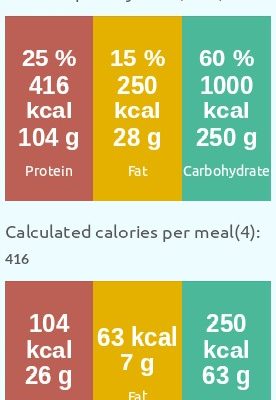 25 % 15 % 60 %
416 250 1000
kcal kcal kcal
104 g 28 g 250 g
Protein Fat Carbohydrate
Calculated calories per meal(4):
416
104 63 kcal 250
kcal 7 g kcal
26 g 63 g
Fat